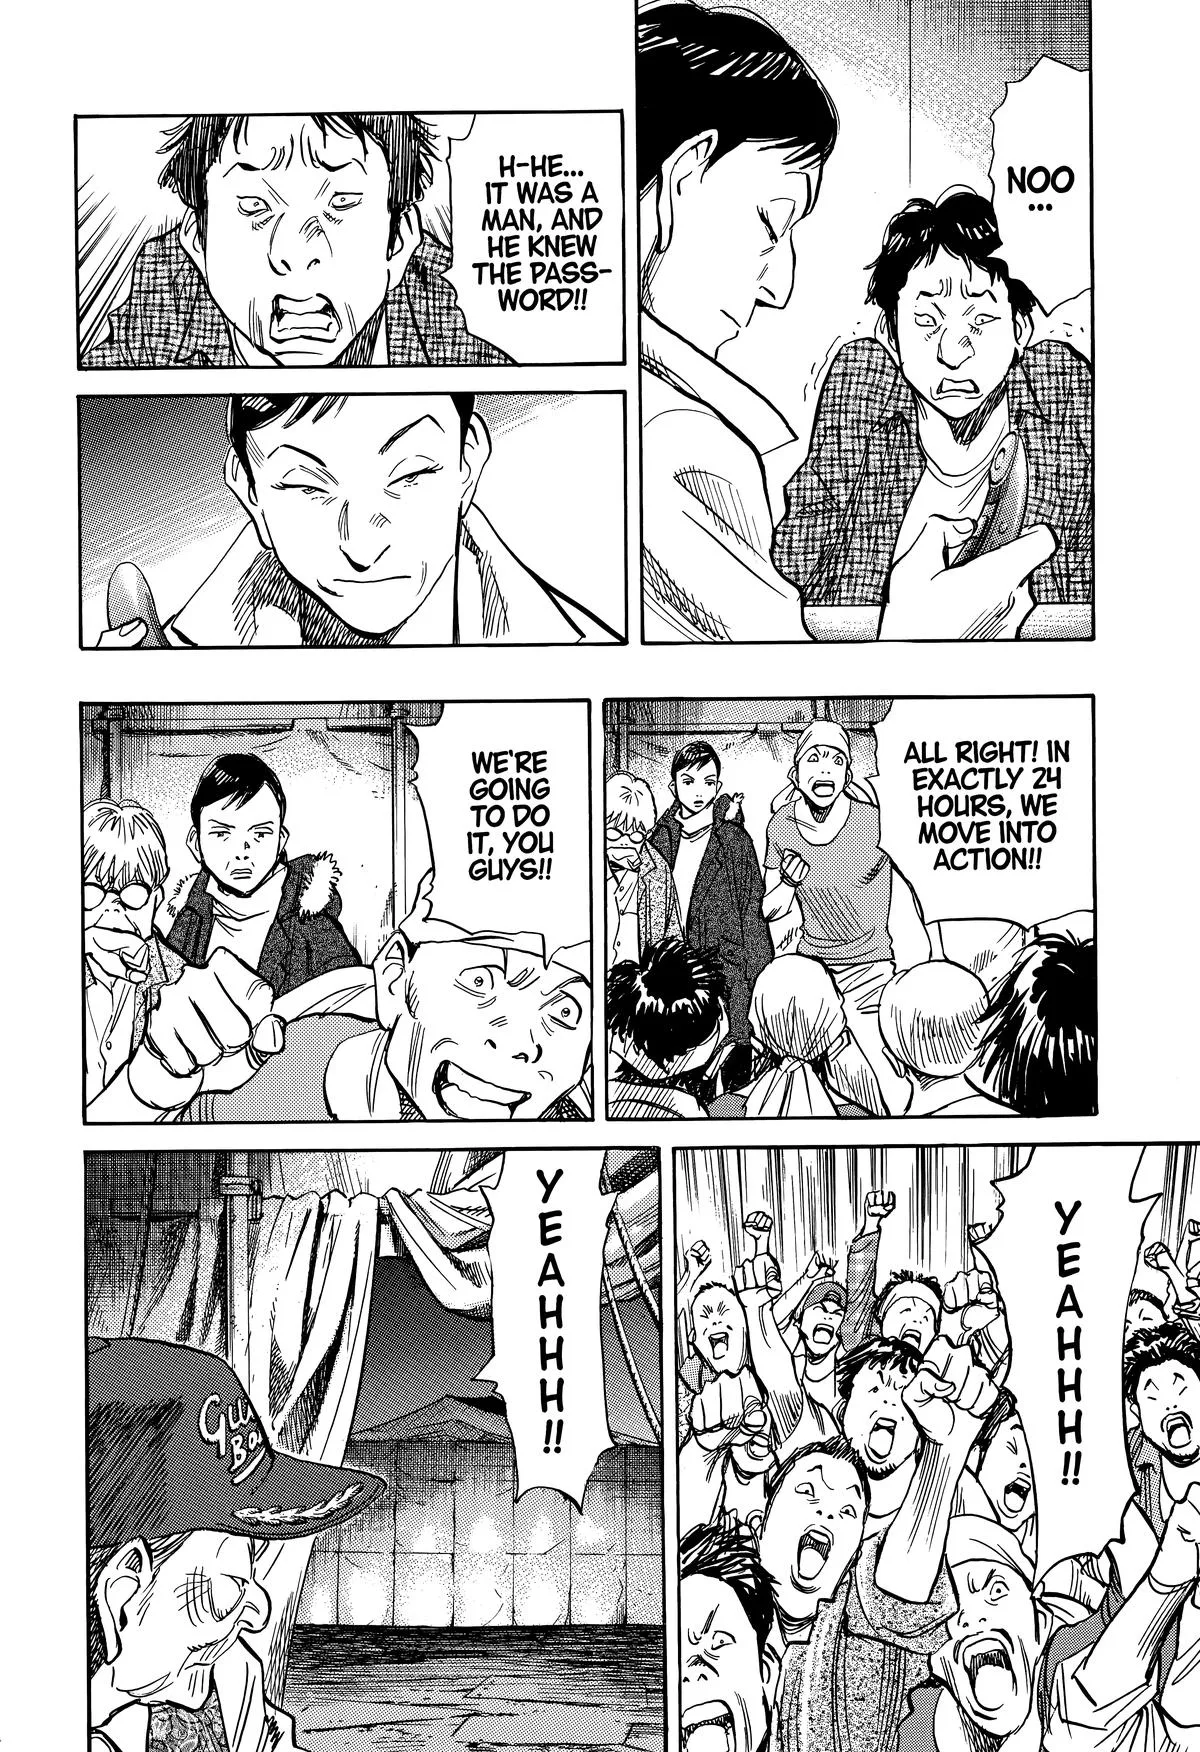 NOO
...
H-HE...
IT WAS A
MAN, AND
HE KNEW
THE PASS-
WORD!!
ALL RIGHT! IN
EXACTLY 24
HOURS, WE
MOVE INTO
ACTION!!
WE'RE
GOING
TO DO
IT, YOU
GUYS!!
YEAHHH!!
YEAHHH!!